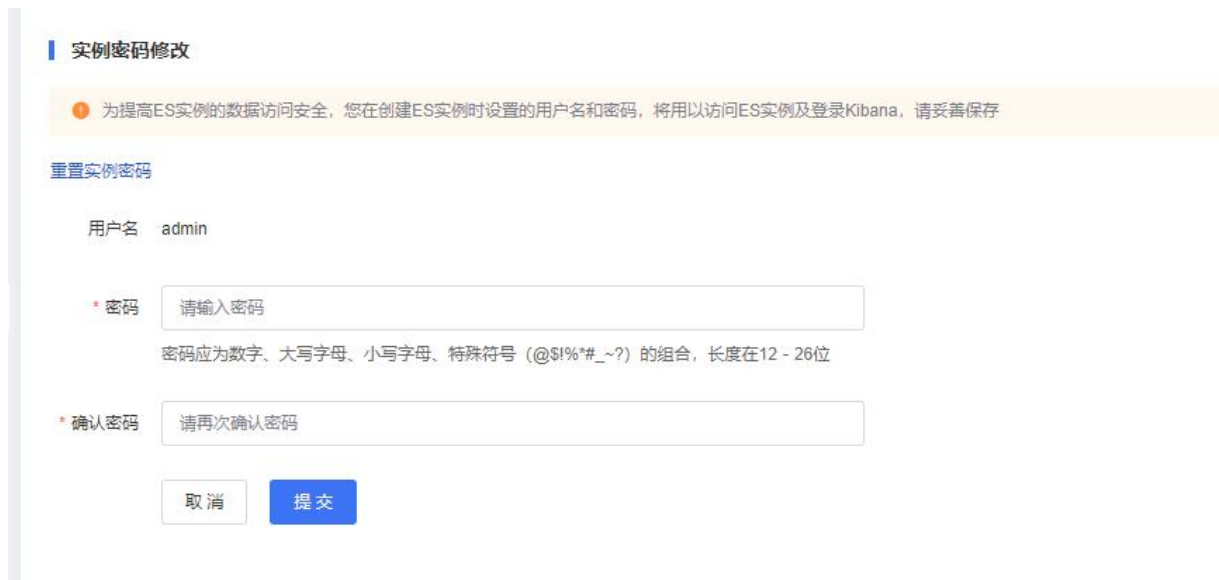 实例密码修改
为提高ES实例的数据访问安全，您在创建ES实例时设置的用户名和密码，将用以访问ES实例及登录Kibana，请妥善保存
重置实例密码
用户名 admin
* 密码 请输入密码
密码应为数字、大写字母、小写字母、特殊符号（@$!%*#_~?）的组合，长度在12 - 26位
* 确认密码 请再次确认密码
取 消 提 交